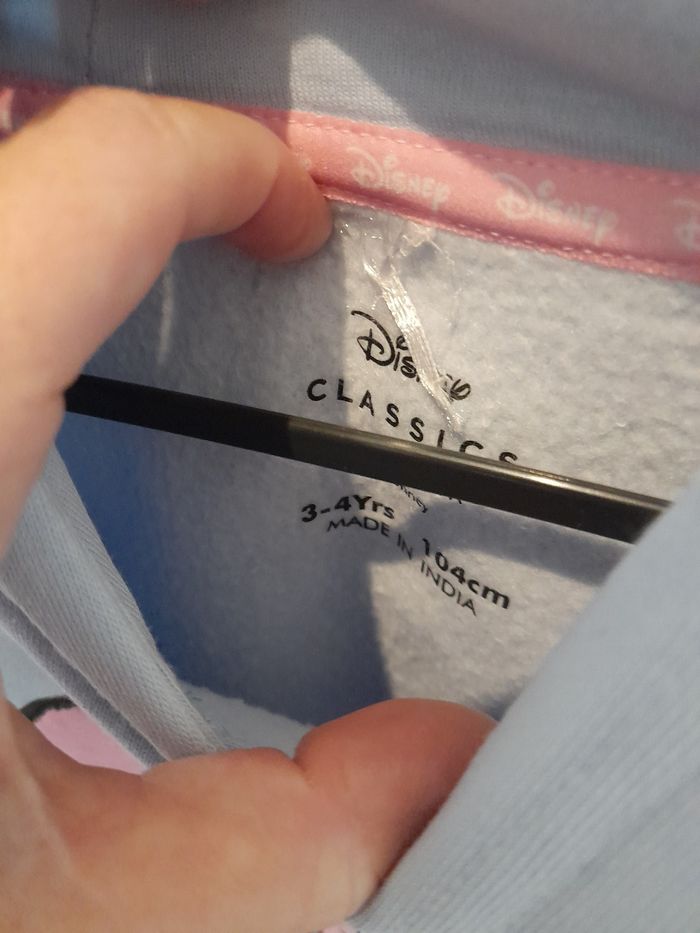 Disney Disney
Disney
CLASSICS
3-4Yrs 104cm
MADE IN INDIA